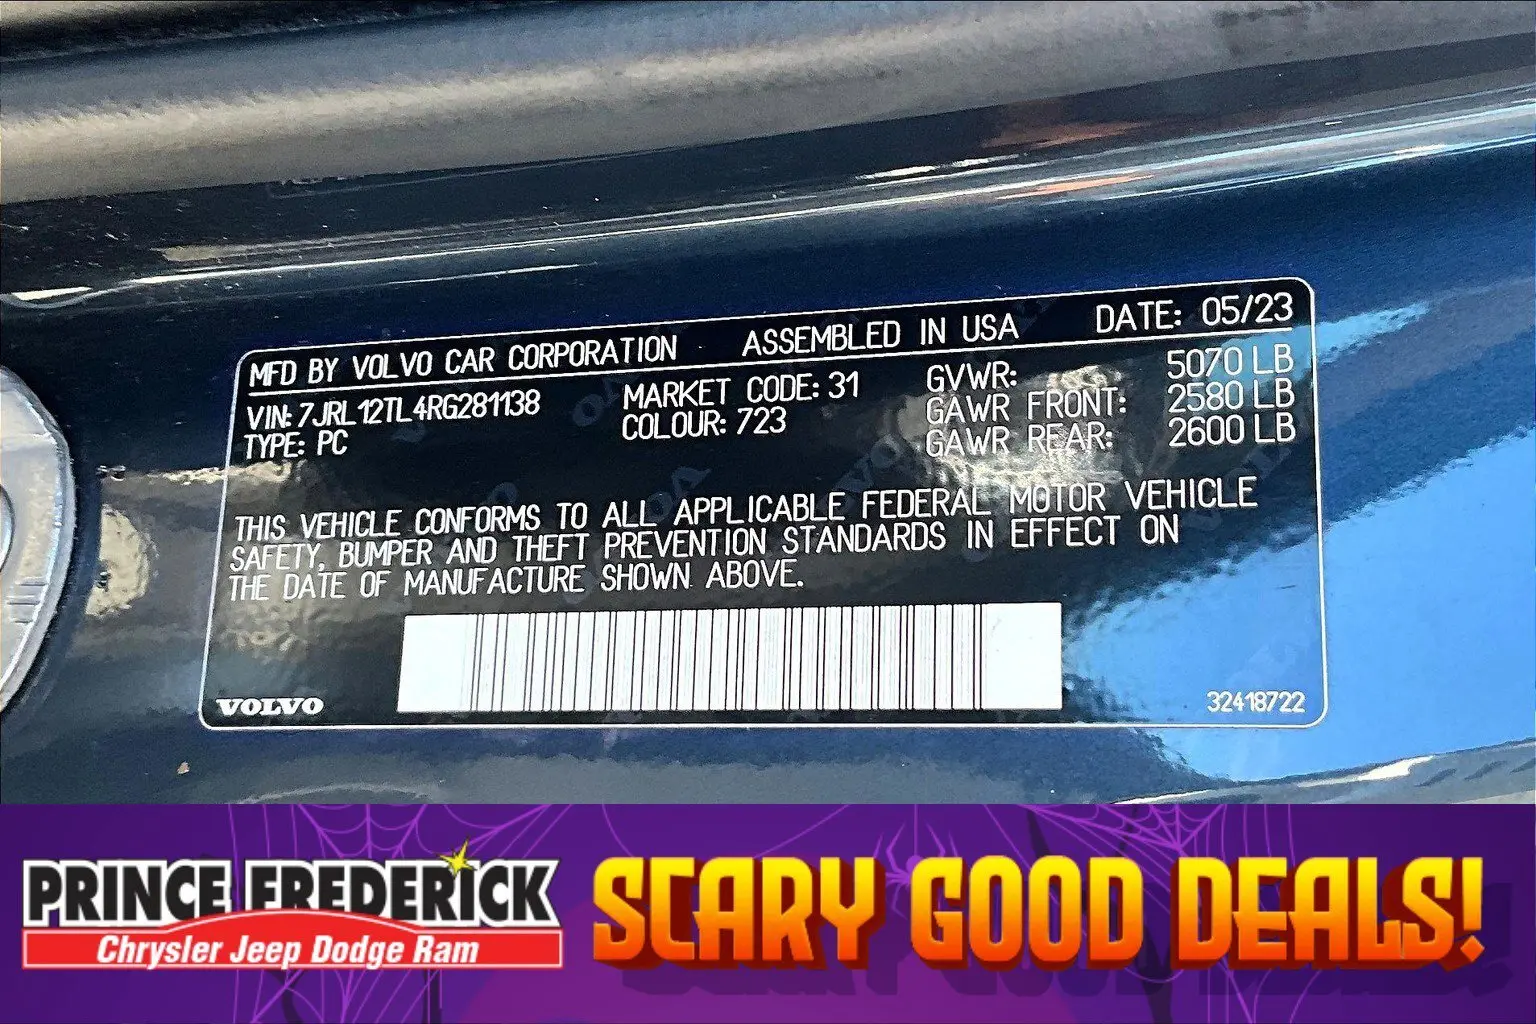 MFD BY VOLVO CAR CORPORATION ASSEMBLED IN USA DATE: 05/23
VIN: 7JRL12TL4RG281138 MARKET CODE: 31 GVWR: 5070 LB
TYPE: PC COLOUR: 723 GAWR FRONT: 2580 LB
GAWR REAR: 2600 LB
THIS VEHICLE CONFORMS TO ALL APPLICABLE FEDERAL MOTOR VEHICLE
SAFETY, BUMPER AND THEFT PREVENTION STANDARDS IN EFFECT ON
THE DATE OF MANUFACTURE SHOWN ABOVE.
VOLVO 32418722
PRINCE FREDERICK
Chrysler Jeep Dodge Ram
SCARY GOOD DEALS!